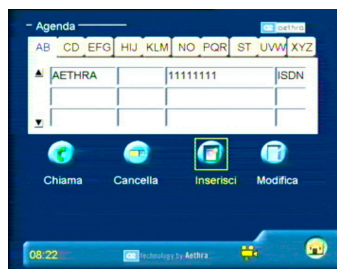 Agenda
aethra
AB CD EFG HIJ KLM NO PQR ST UVW XYZ
AETHRA 11111111 ISDN
Chiama Cancella Inserisci Modifica
08:22 technology by Aethra